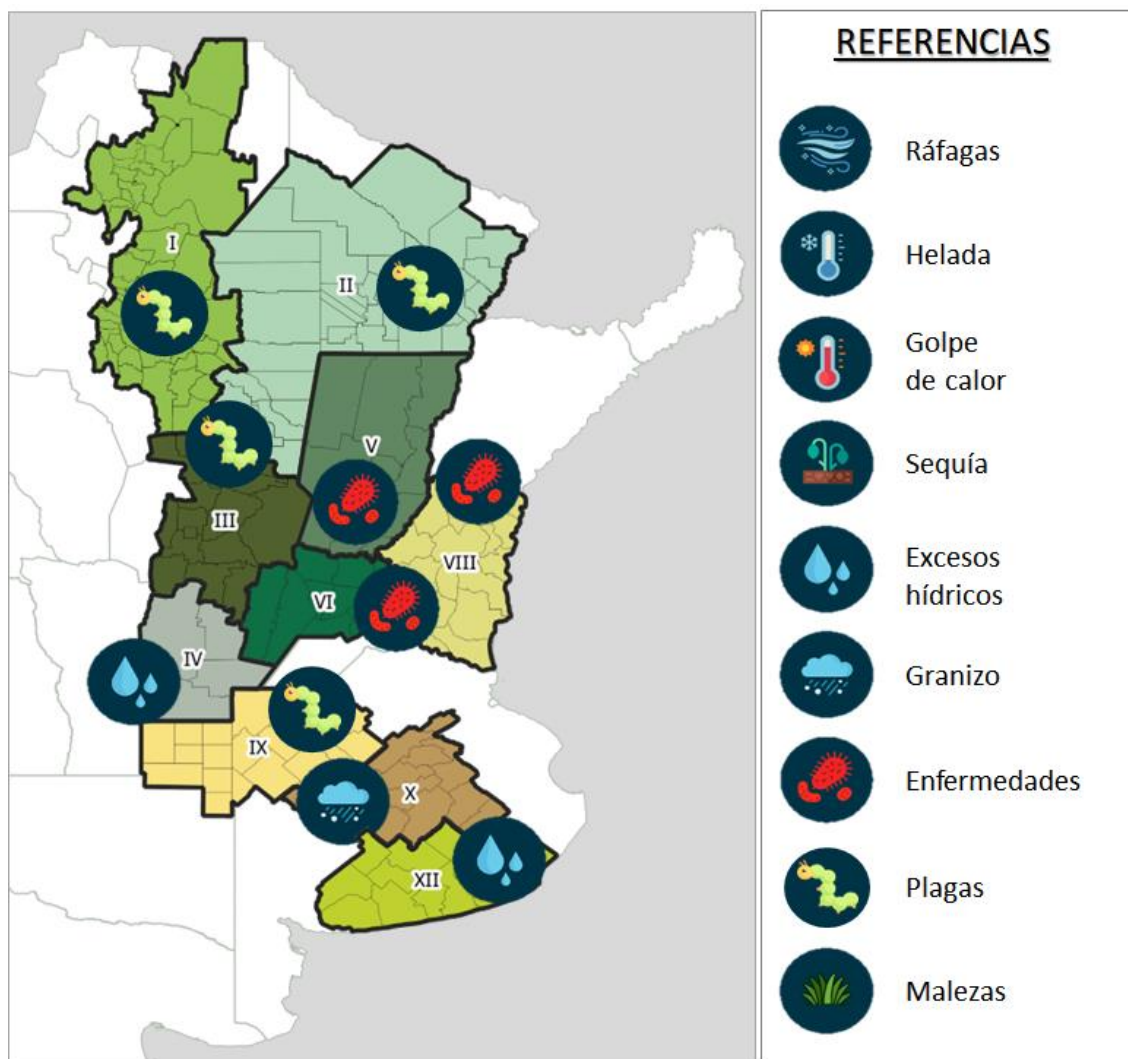 REFERENCIAS
Ráfagas
Helada
Golpe
de calor
Sequía
Excesos
hídricos
Granizo
Enfermedades
Plagas
Malezas
I
II
V
III
VIII
VI
IV
IX
X
XII